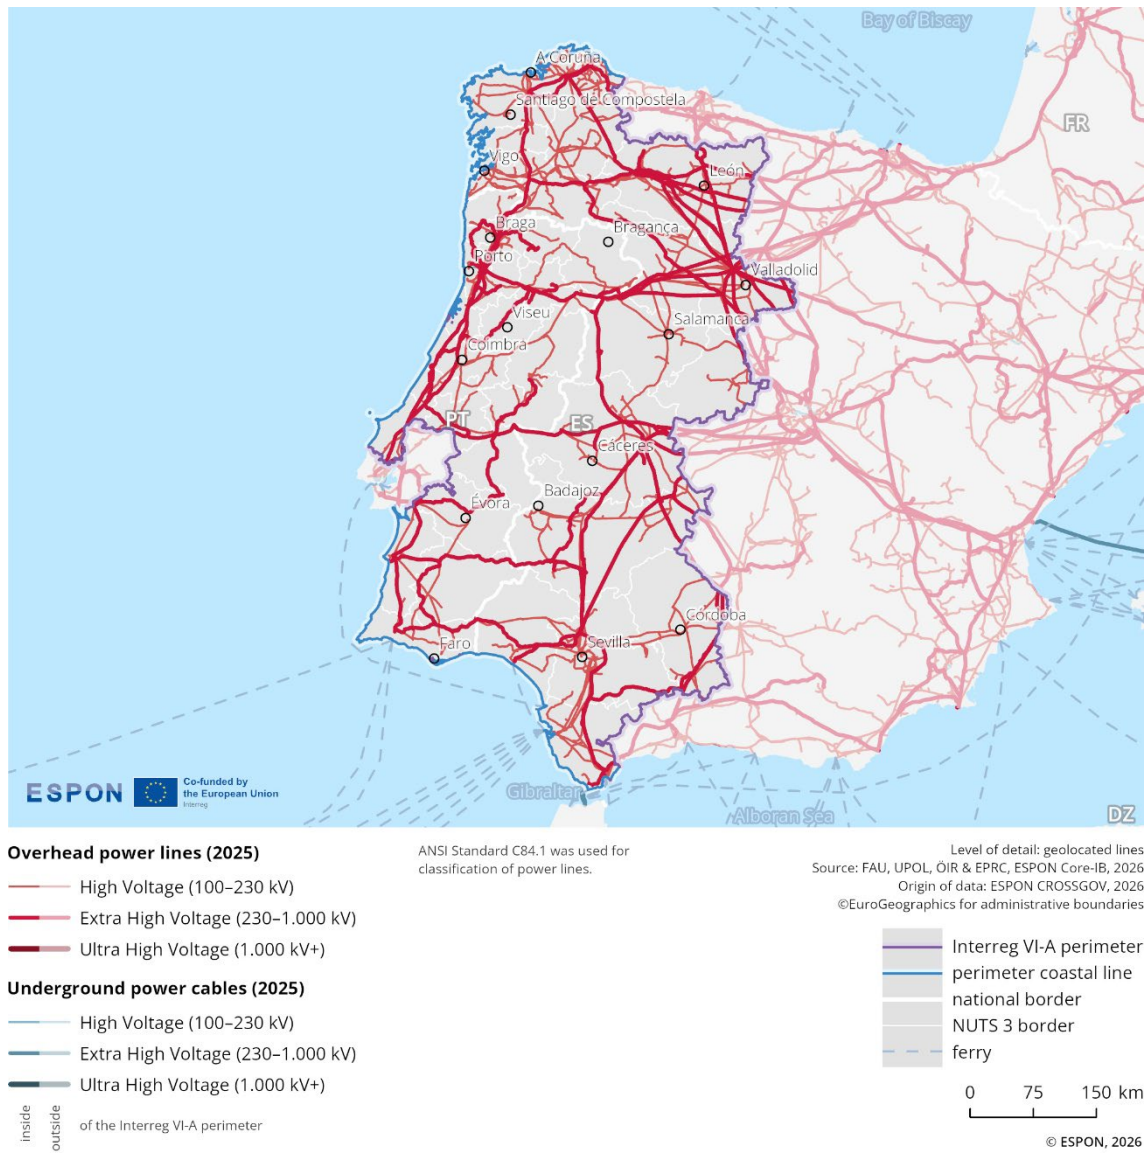 Bay of Biscay
A Coruña
Santiago de Compostela
FR
Vigo
León
Braga
Bragança
Porto
Valladolid
Viseu
Salamanca
Coimbra
PT
ES
Cáceres
Évora
Badajoz
Córdoba
Faro
Sevilla
ESPON
Co-funded by
the European Union
Interreg
Gibraltar
Alboran Sea
DZ
Overhead power lines (2025)
High Voltage (100–230 kV)
Extra High Voltage (230–1.000 kV)
Ultra High Voltage (1.000 kV+)
Underground power cables (2025)
High Voltage (100–230 kV)
Extra High Voltage (230–1.000 kV)
Ultra High Voltage (1.000 kV+)
inside
outside
of the Interreg VI-A perimeter
ANSI Standard C84.1 was used for
classification of power lines.
Level of detail: geolocated lines
Source: FAU, UPOL, ÖIR & EPRC, ESPON Core-IB, 2026
Origin of data: ESPON CROSSGOV, 2026
©EuroGeographics for administrative boundaries
Interreg VI-A perimeter
perimeter coastal line
national border
NUTS 3 border
ferry
0 75 150 km
© ESPON, 2026